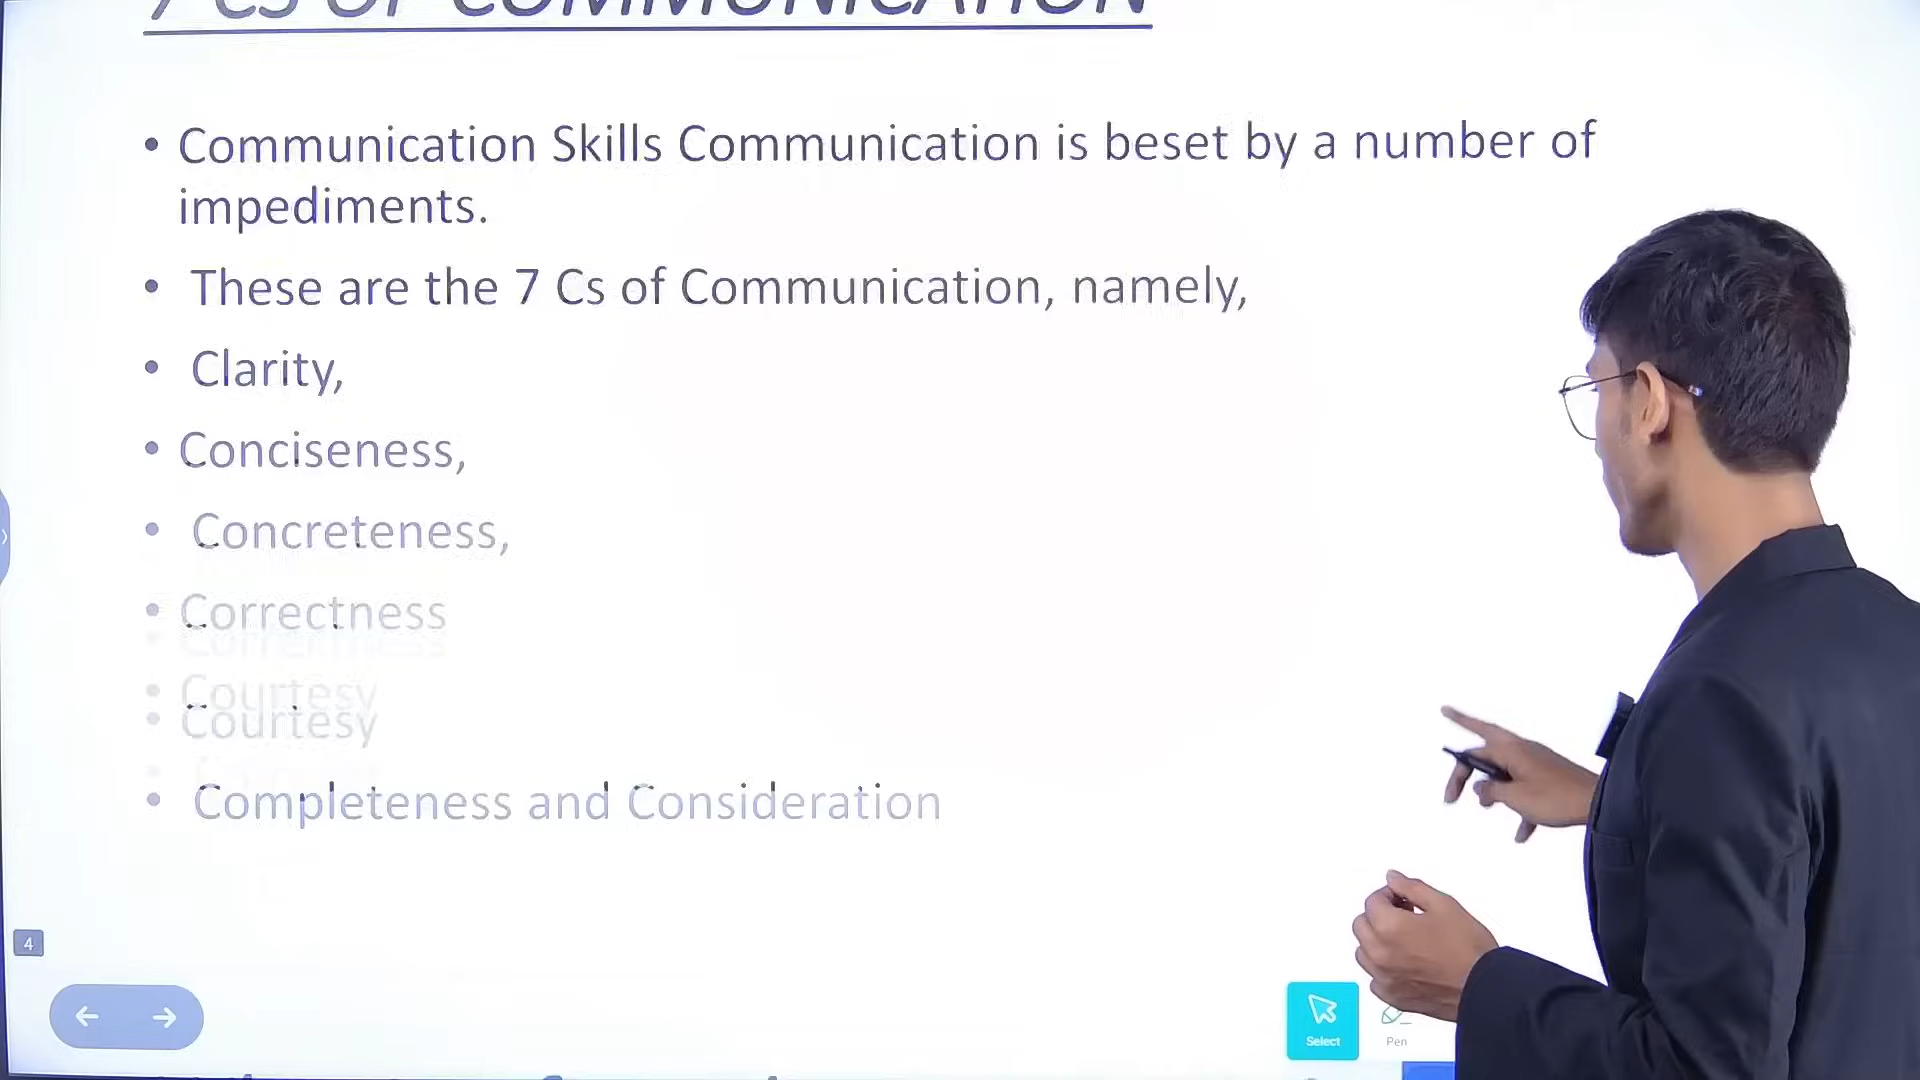 7 Cs OF COMMUNICATION
• Communication Skills Communication is beset by a number of
impediments.
• These are the 7 Cs of Communication, namely,
• Clarity,
• Conciseness,
• Concreteness,
• Correctness
• Courtesy
• Completeness and Consideration
4
Select
Pen